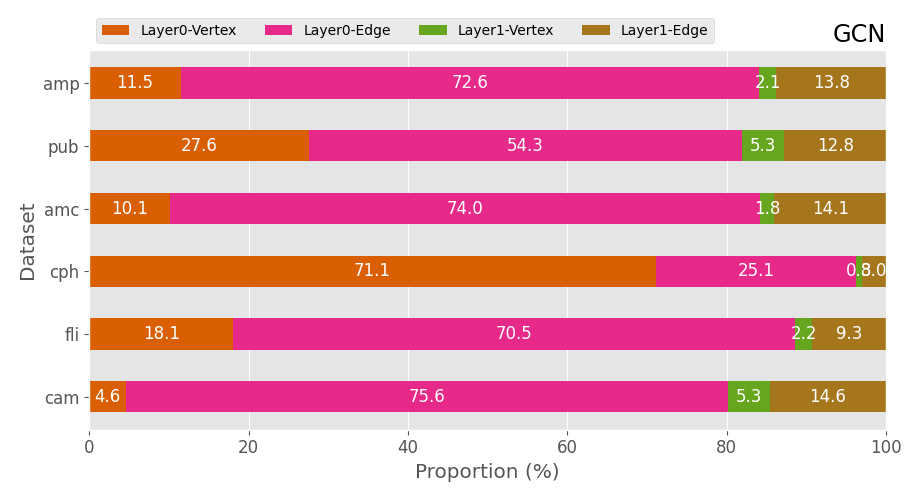 Layer0-Vertex Layer0-Edge Layer1-Vertex Layer1-Edge GCN
amp 11.5 72.6 2.1 13.8
pub 27.6 54.3 5.3 12.8
amc 10.1 74.0 1.8 14.1
cph 71.1 25.1 0.8 3.0
fli 18.1 70.5 2.2 9.3
cam 4.6 75.6 5.3 14.6
Dataset
0 20 40 60 80 100
Proportion (%)